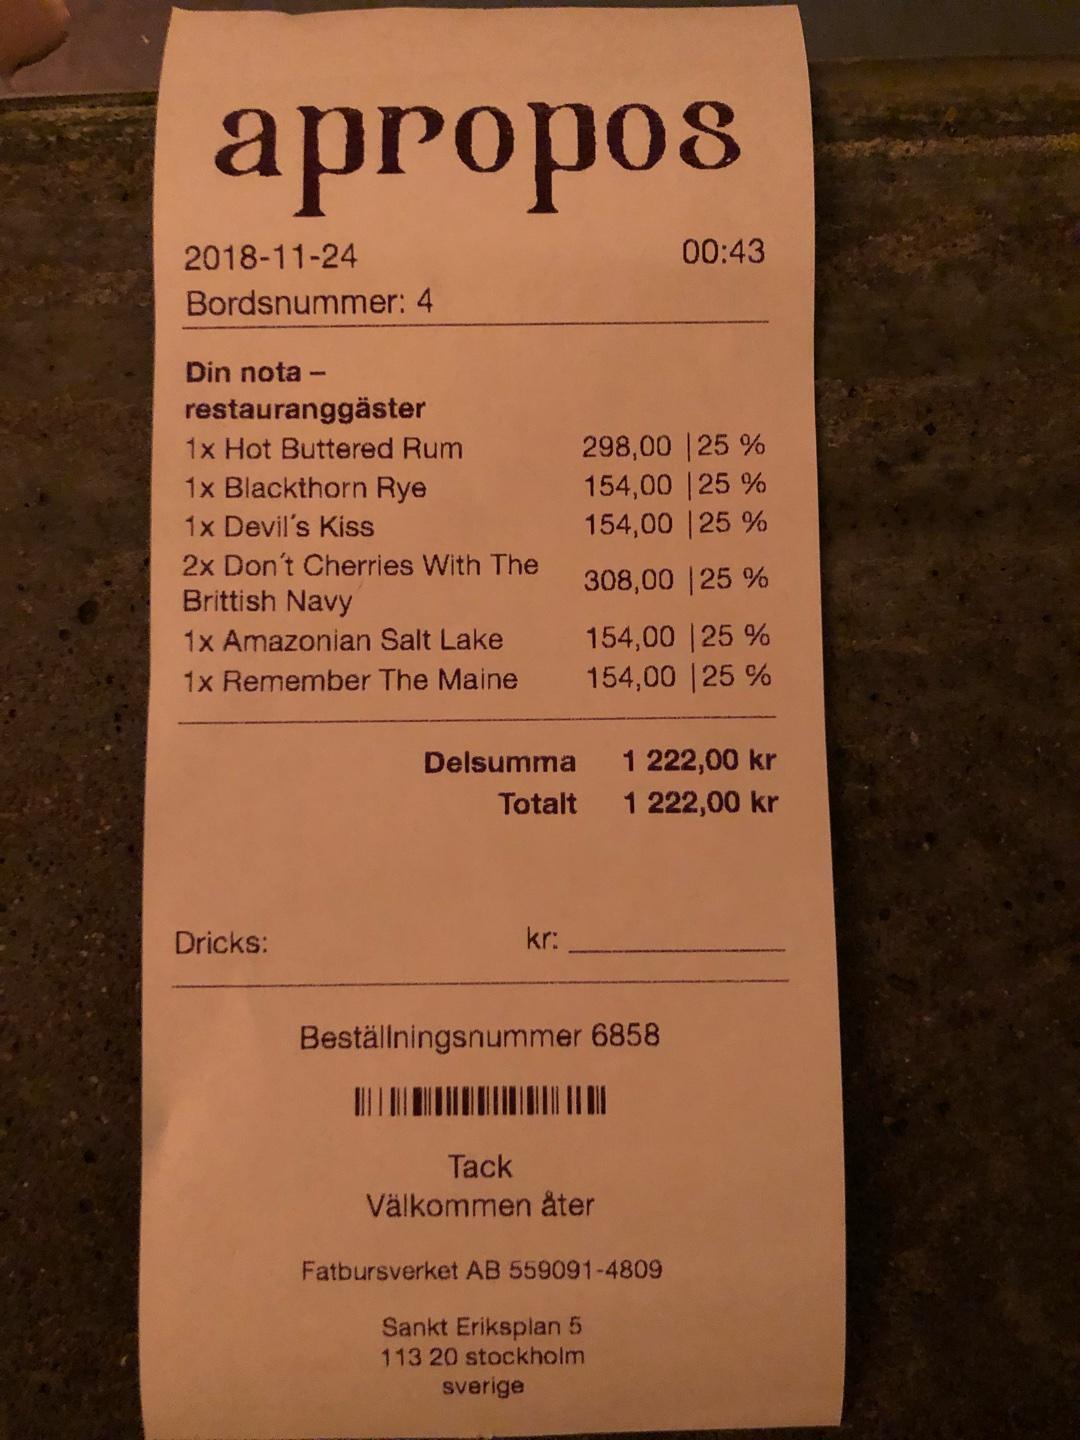 apropos
2018-11-24 00:43
Bordsnummer: 4
Din nota –
restauranggäster
1x Hot Buttered Rum 298,00 |25 %
1x Blackthorn Rye 154,00 |25 %
1x Devil´s Kiss 154,00 |25 %
2x Don´t Cherries With The
Brittish Navy 308,00 |25 %
1x Amazonian Salt Lake 154,00 |25 %
1x Remember The Maine 154,00 |25 %
Delsumma 1 222,00 kr
Totalt 1 222,00 kr
Dricks: kr: ______________
Beställningsnummer 6858
Tack
Välkommen åter
Fatbursverket AB 559091-4809
Sankt Eriksplan 5
113 20 stockholm
sverige